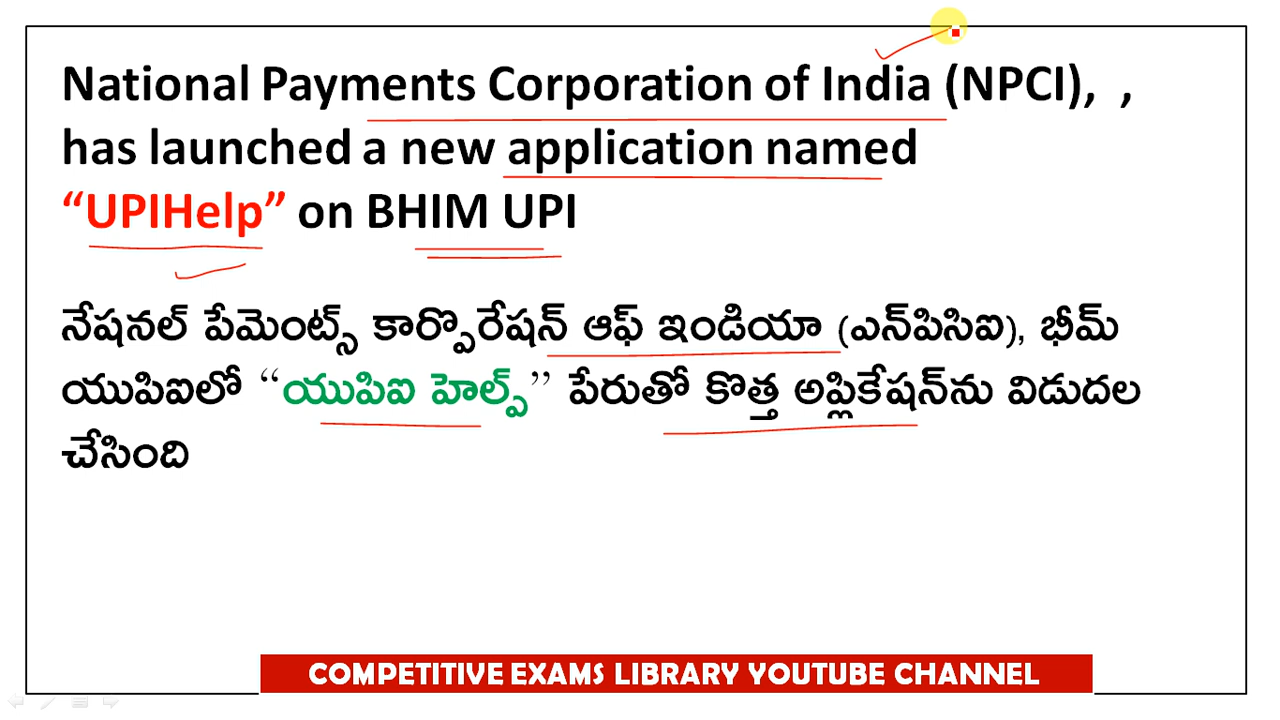 National Payments Corporation of India (NPCI),  ,
has launched a new application named
“UPIHelp” on BHIM UPI
నేషనల్ పేమెంట్స్ కార్పొరేషన్ ఆఫ్ ఇండియా (ఎన్‌పిసిఐ), భీమ్
యుపిఐలో “యుపిఐ హెల్ప్” పేరుతో కొత్త అప్లికేషన్‌ను విడుదల
చేసింది
COMPETITIVE EXAMS LIBRARY YOUTUBE CHANNEL